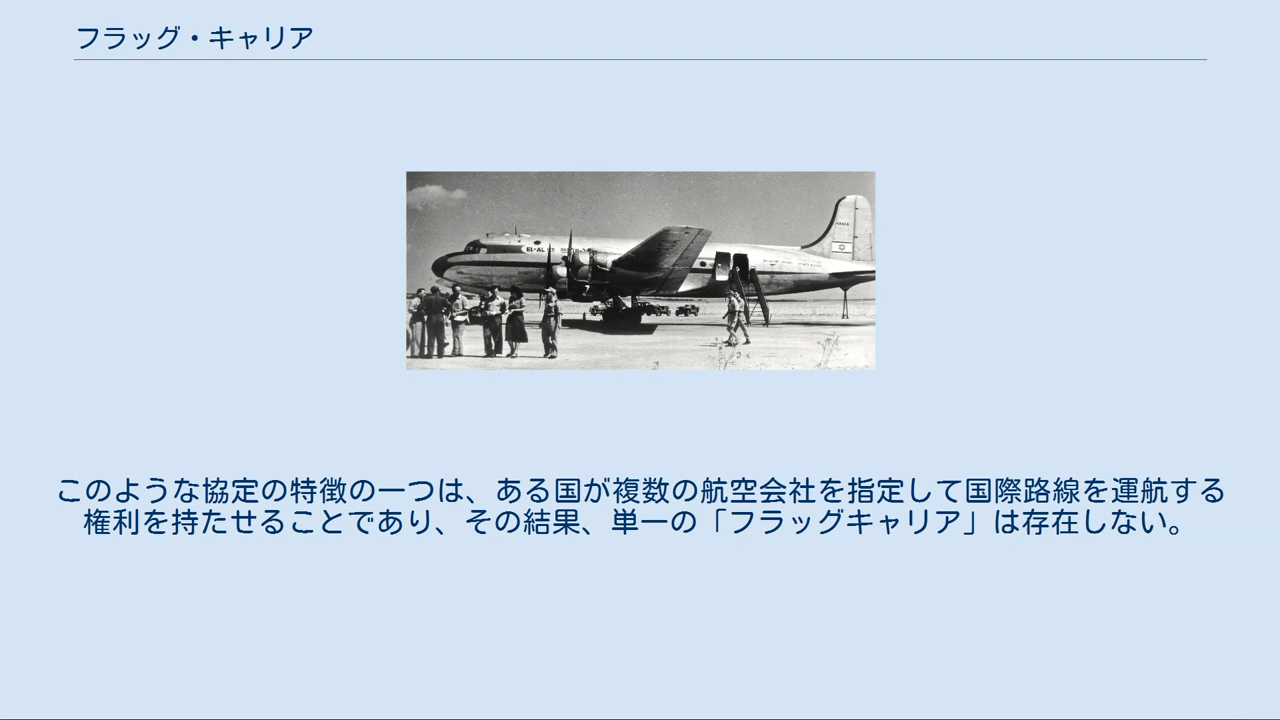 フラッグ・キャリア
EL-AL
このような協定の特徴の一つは、ある国が複数の航空会社を指定して国際路線を運航する
権利を持たせることであり、その結果、単一の「フラッグキャリア」は存在しない。